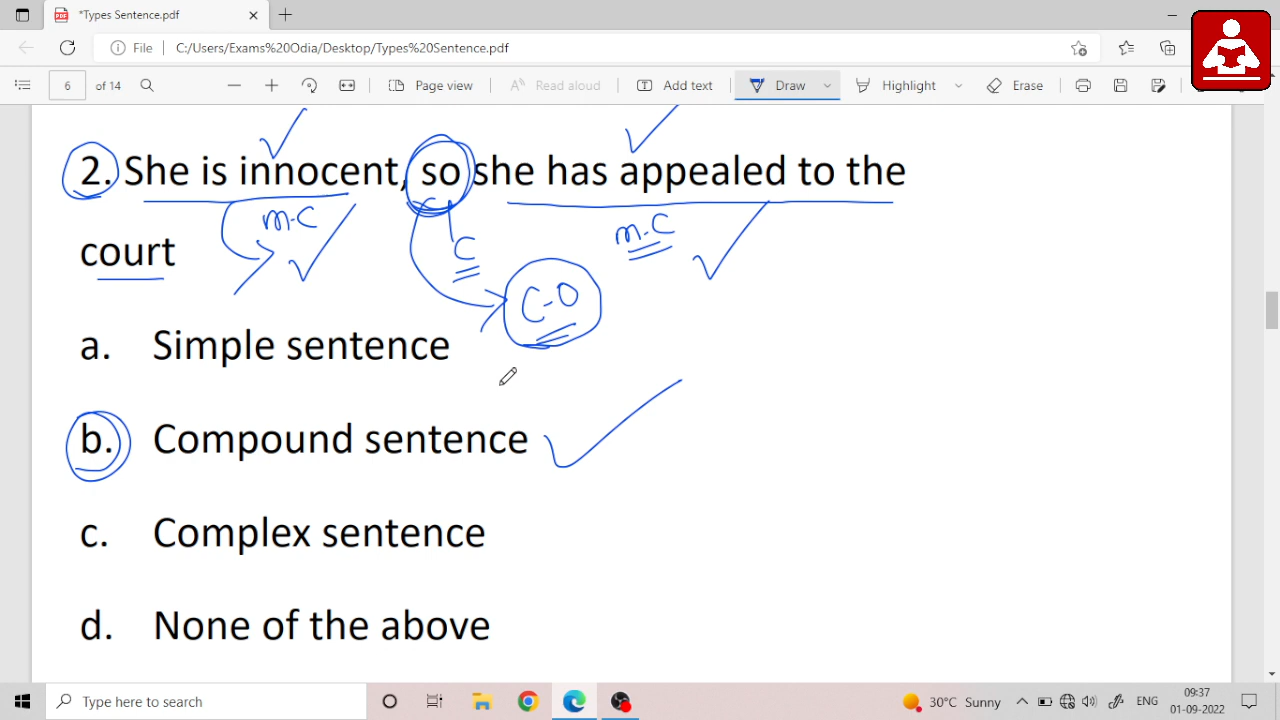 *Types Sentence.pdf
File C:/Users/Exams%20Odia/Desktop/Types%20Sentence.pdf
6 of 14 Page view Read aloud Add text Draw Highlight Erase
2. She is innocent, so she has appealed to the
m.c
m.c
court
C
C-O
a. Simple sentence
b. Compound sentence
c. Complex sentence
d. None of the above
Type here to search
30°C Sunny
ENG
09:37
01-09-2022